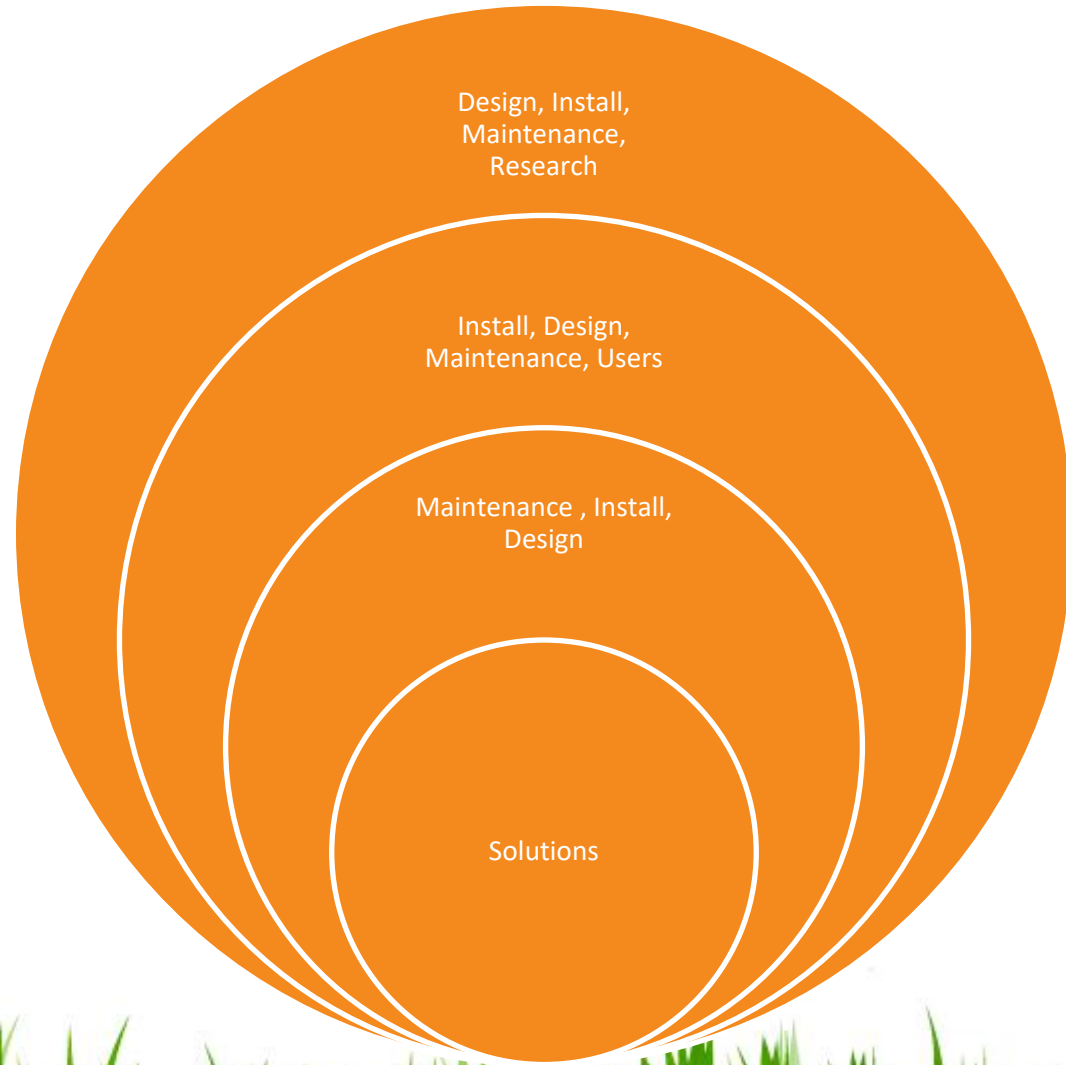 Design, Install,
Maintenance,
Research
Install, Design,
Maintenance, Users
Maintenance , Install,
Design
Solutions